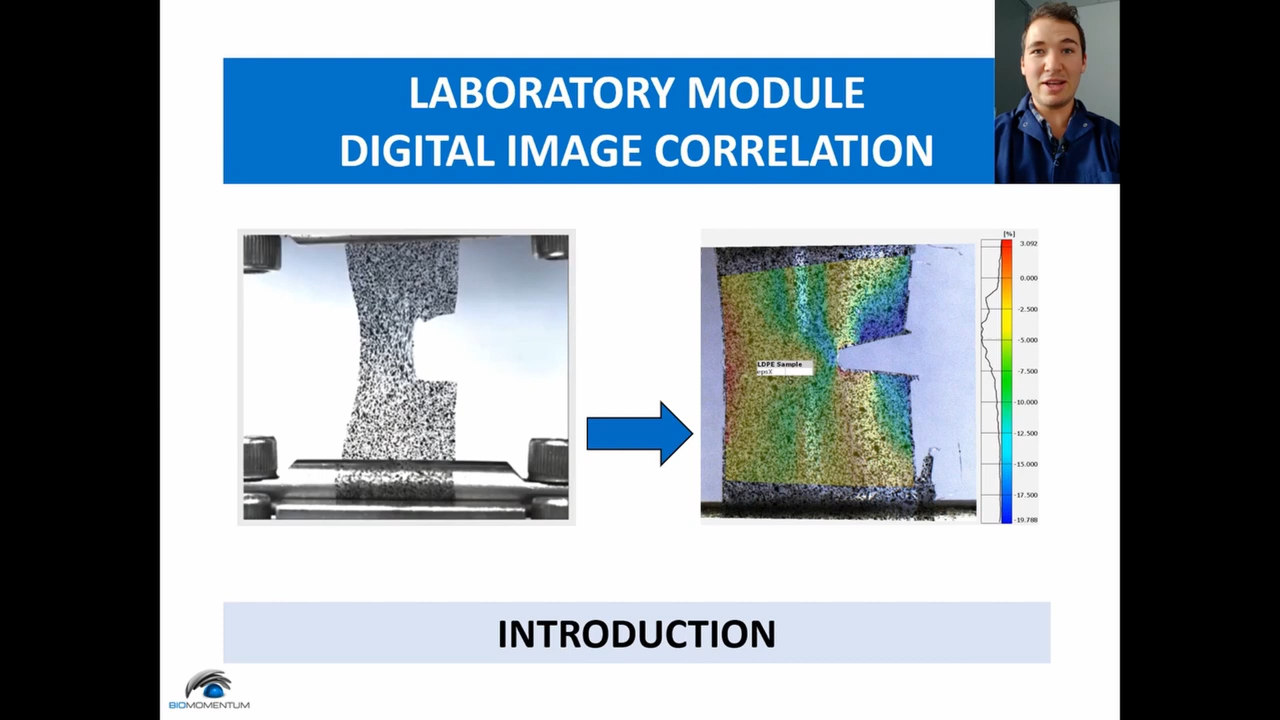 LABORATORY MODULE
DIGITAL IMAGE CORRELATION
[%]
3.092
0.000
-2.500
-5.000
-7.500
-10.000
-12.500
-15.000
-17.500
-19.788
LDPE Sample
epsX
INTRODUCTION
BIOMOMENTUM